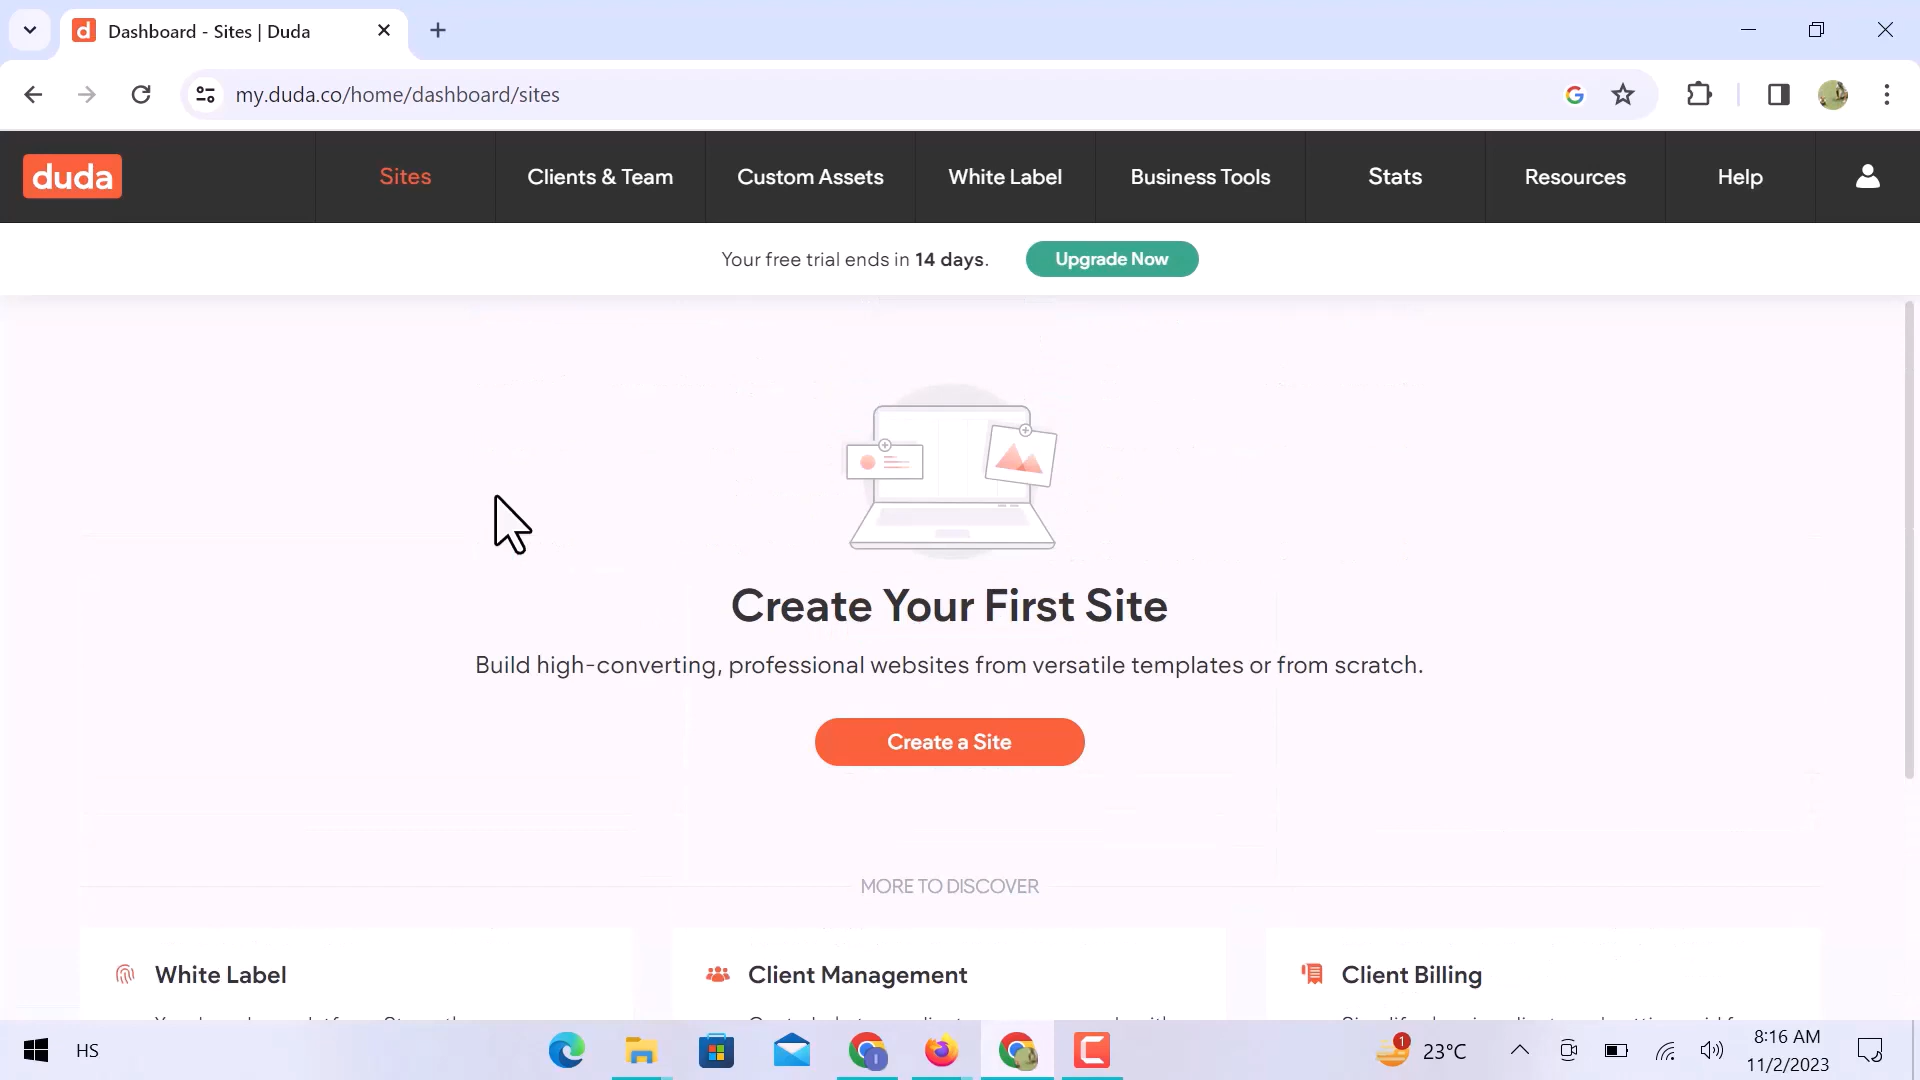 Dashboard - Sites | Duda
my.duda.co/home/dashboard/sites
duda
Sites
Clients & Team
Custom Assets
White Label
Business Tools
Stats
Resources
Help
Your free trial ends in 14 days.
Upgrade Now
Create Your First Site
Build high-converting, professional websites from versatile templates or from scratch.
Create a Site
MORE TO DISCOVER
White Label
Client Management
Client Billing
HS
1
23°C
8:16 AM
11/2/2023